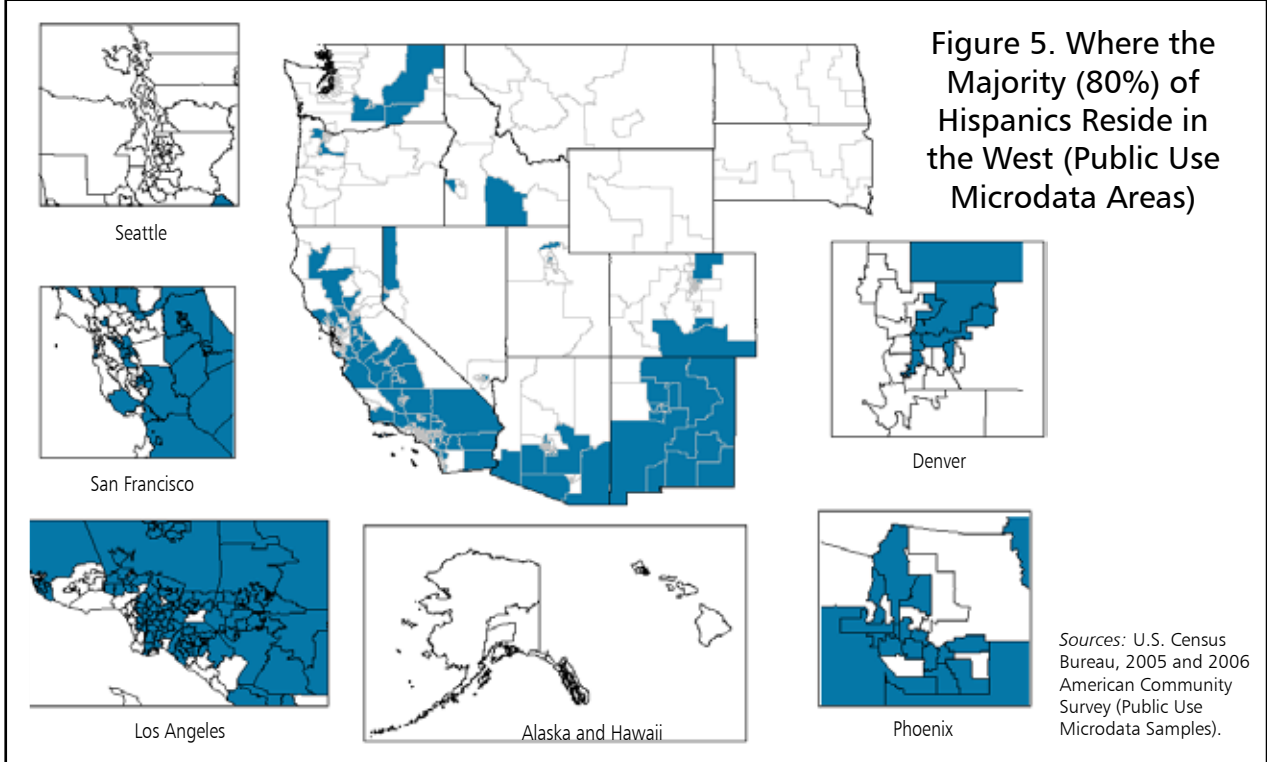 Figure 5. Where the
Majority (80%) of
Hispanics Reside in
the West (Public Use
Microdata Areas)
Seattle
San Francisco
Denver
Los Angeles
Alaska and Hawaii
Phoenix
Sources: U.S. Census
Bureau, 2005 and 2006
American Community
Survey (Public Use
Microdata Samples).